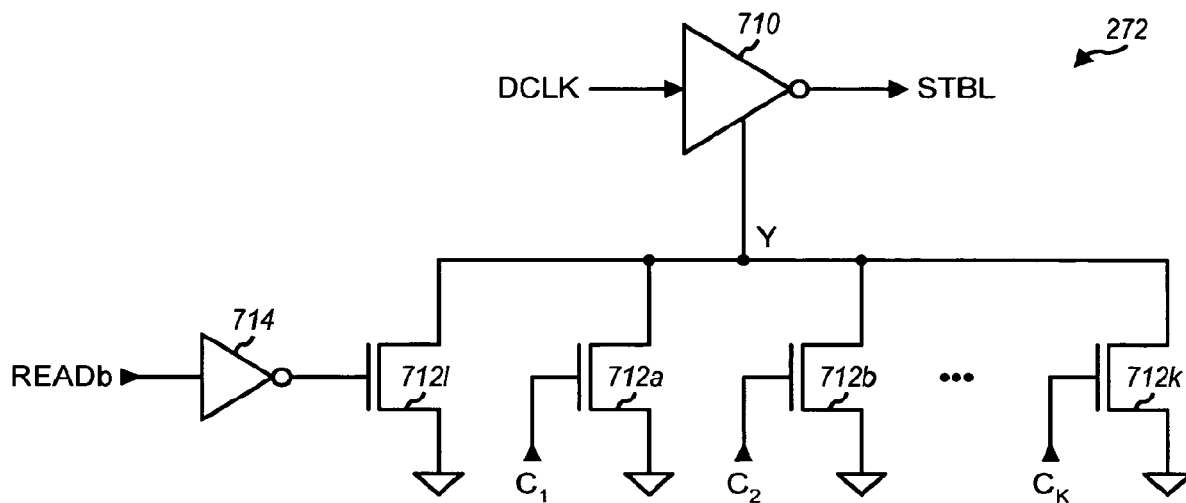 710
272
DCLK
STBL
Y
714
READb
712l
712a
712b
•••
712k
C₁
C₂
Cₖ